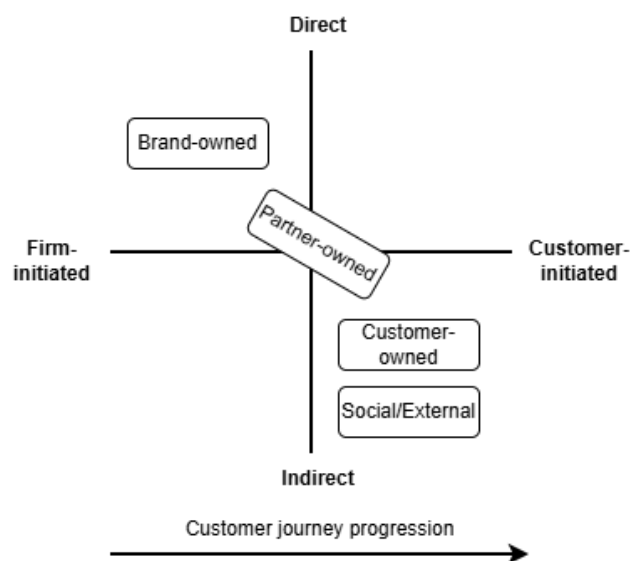 Direct
Brand-owned
Partner-owned
Firm-
initiated
Customer-
initiated
Customer-
owned
Social/External
Indirect
Customer journey progression